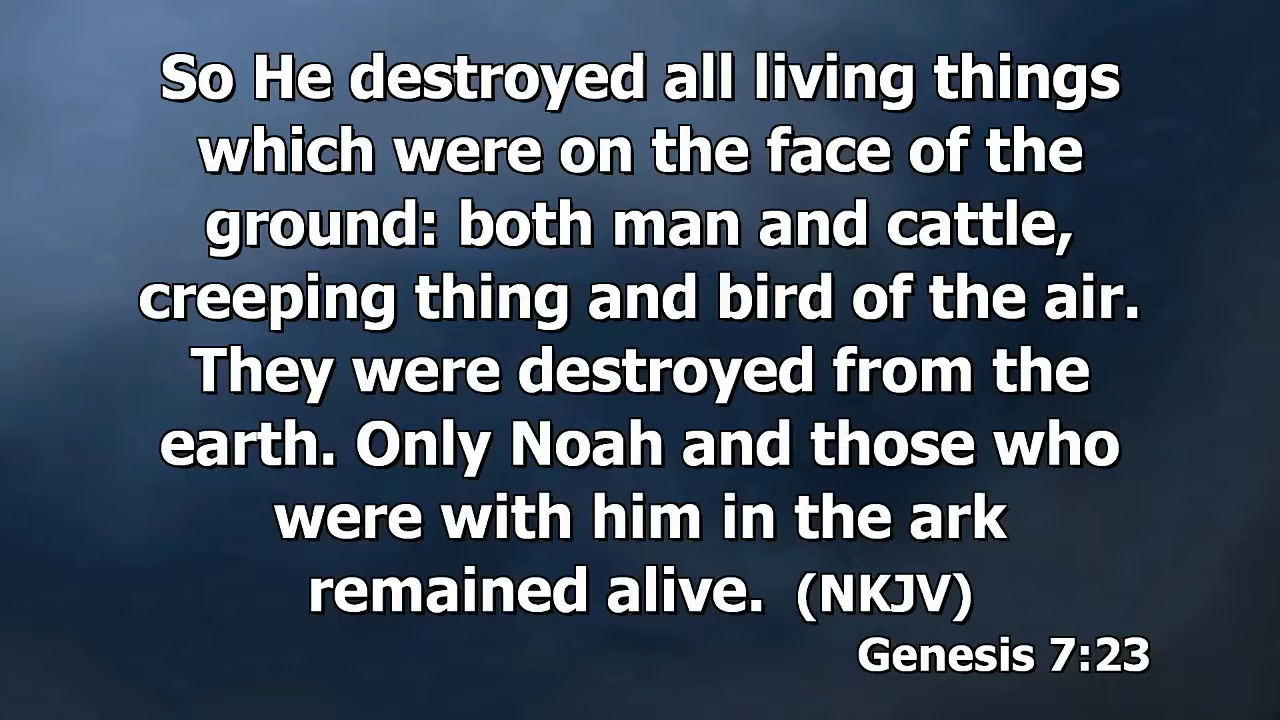 So He destroyed all living things
which were on the face of the
ground: both man and cattle,
creeping thing and bird of the air.
They were destroyed from the
earth. Only Noah and those who
were with him in the ark
remained alive. (NKJV)
Genesis 7:23